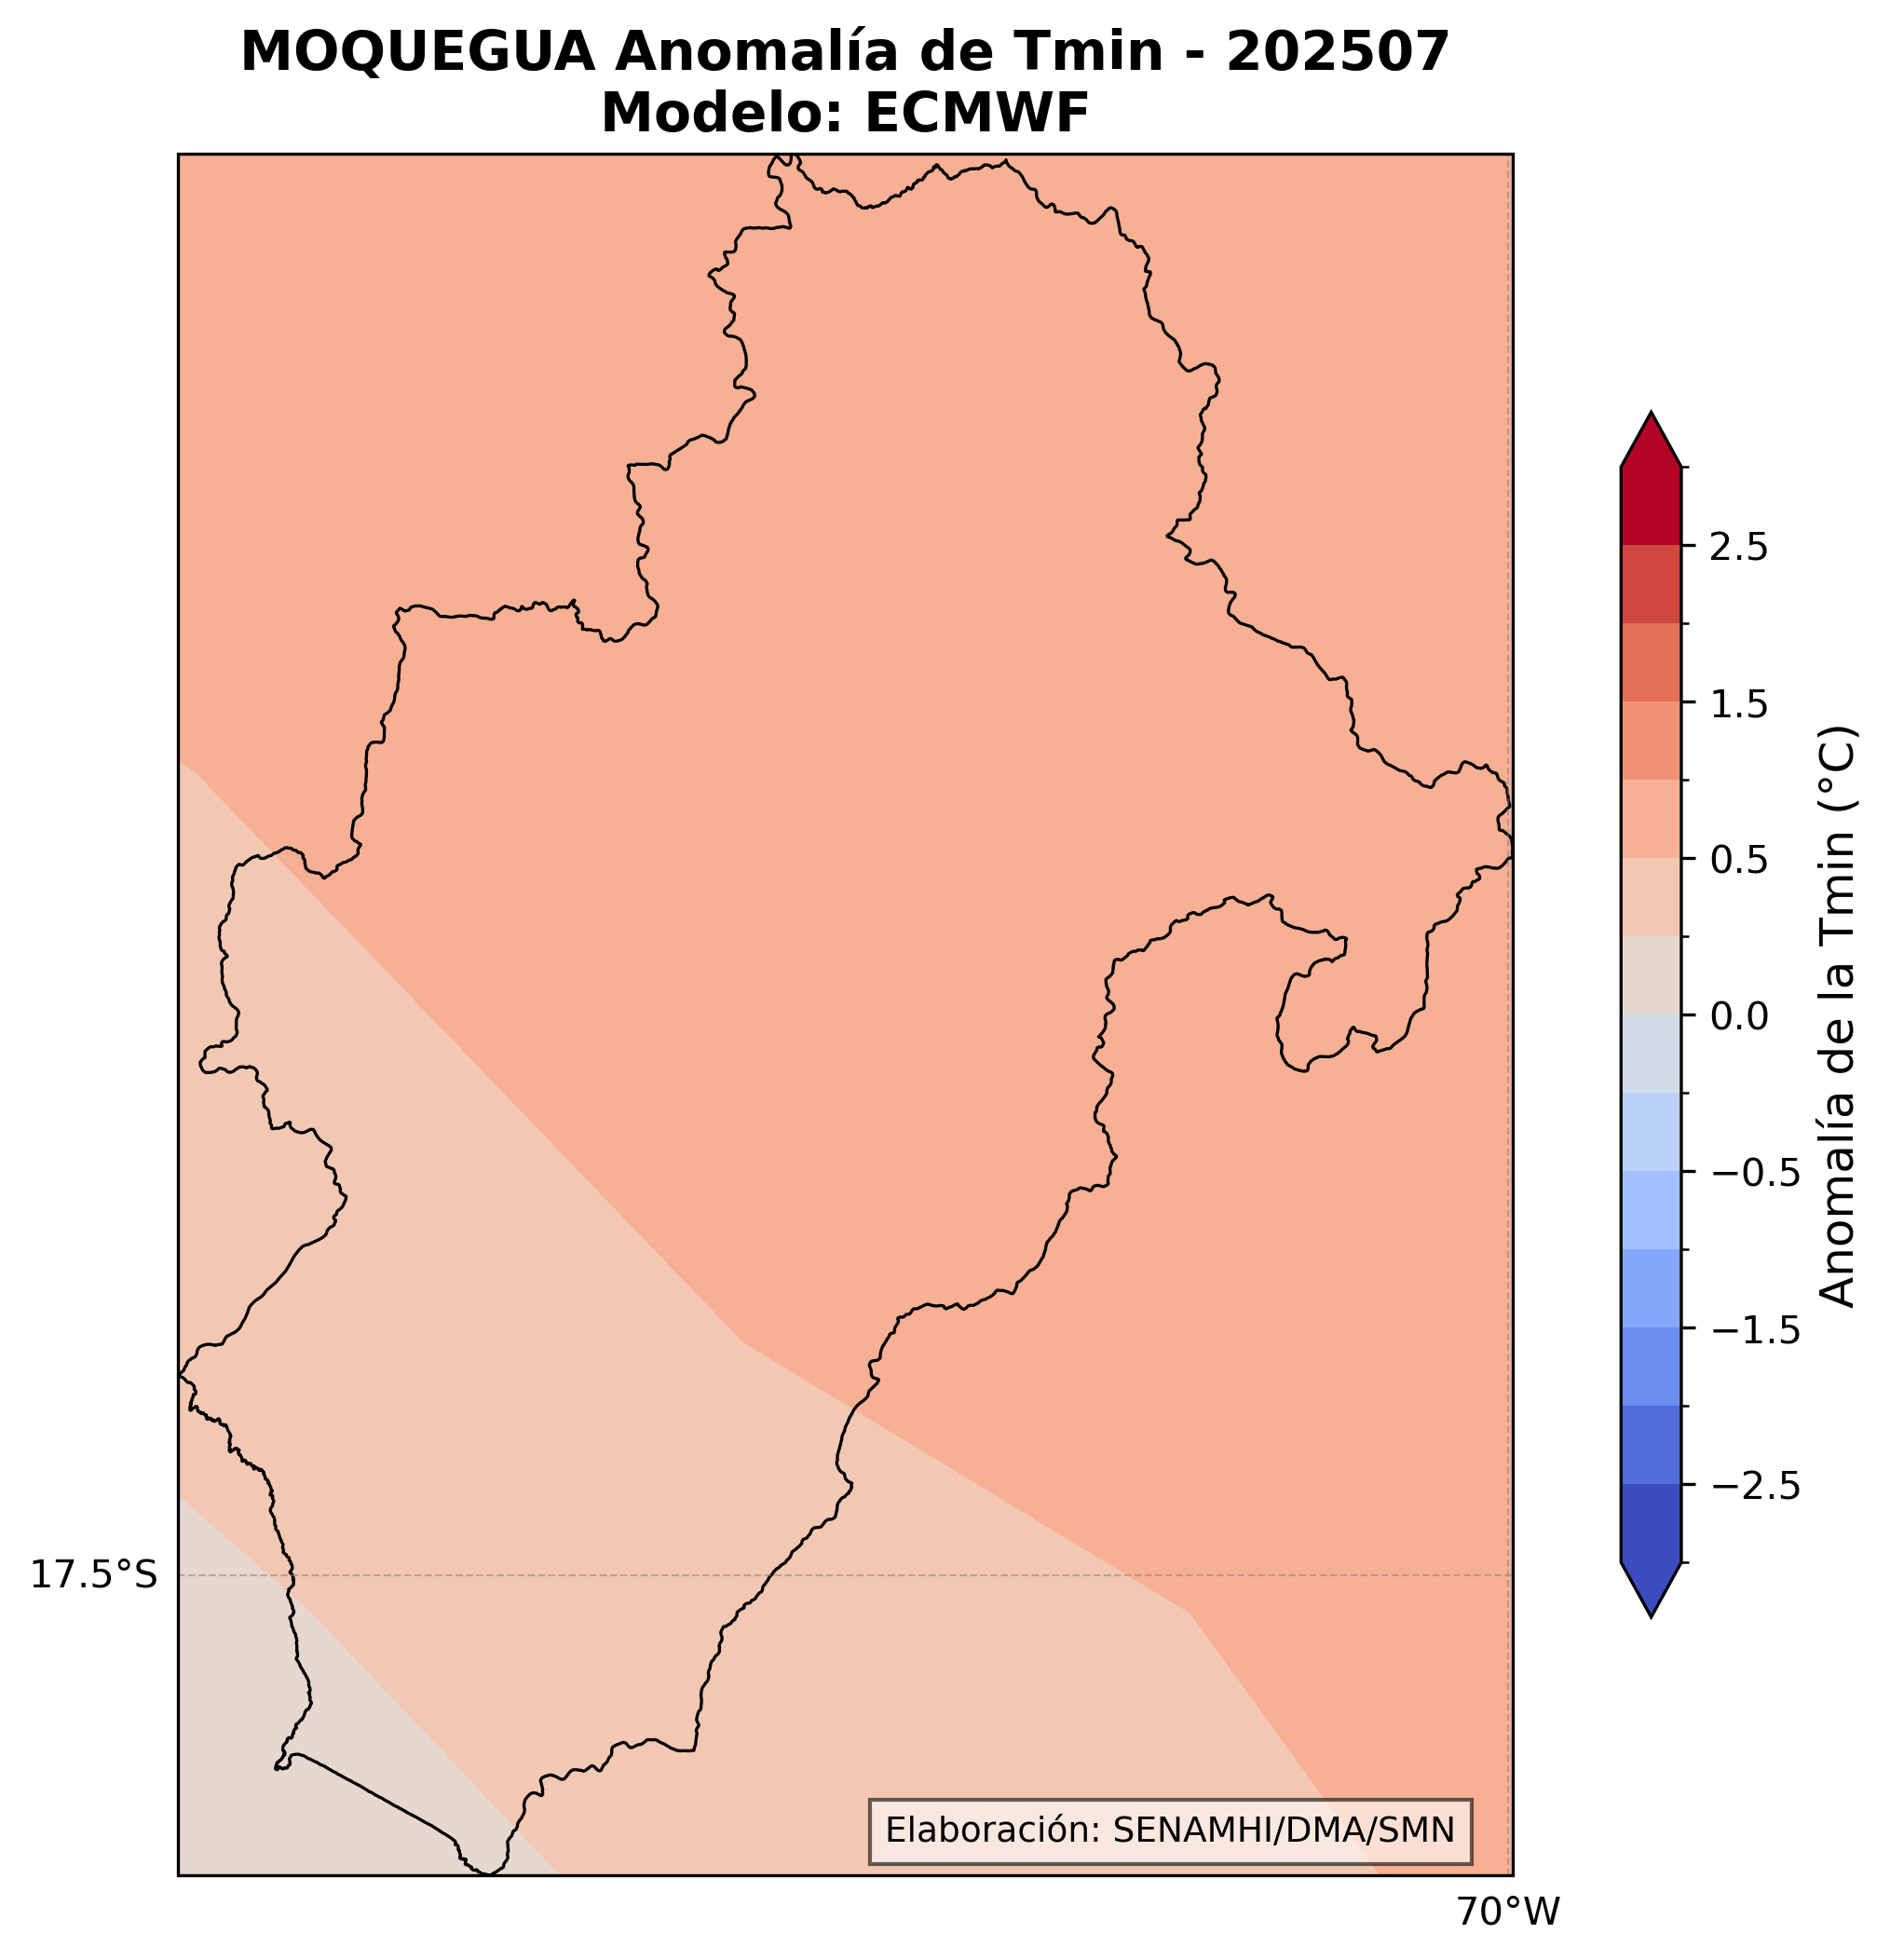 MOQUEGUA Anomalía de Tmin - 202507
Modelo: ECMWF
2.5
1.5
0.5
0.0
−0.5
−1.5
−2.5
Anomalía de la Tmin (°C)
17.5°S
Elaboración: SENAMHI/DMA/SMN
70°W